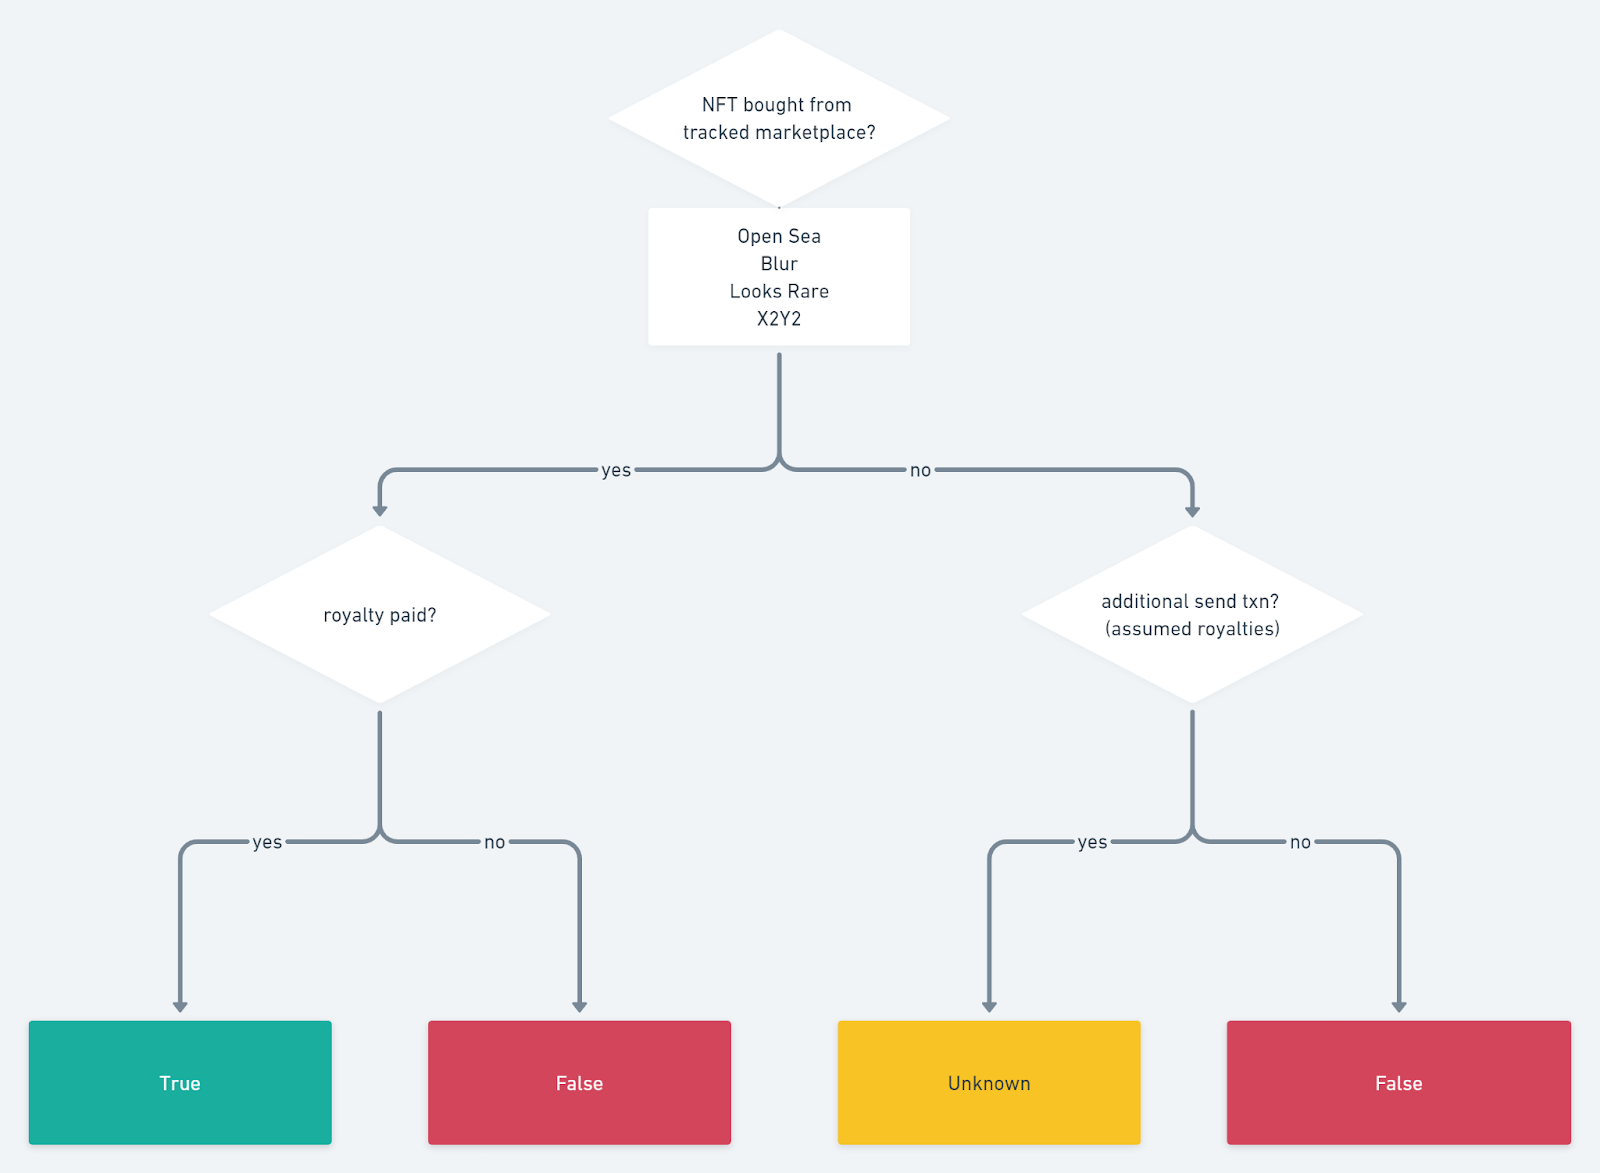 NFT bought from
tracked marketplace?
Open Sea
Blur
Looks Rare
X2Y2
yes
no
royalty paid?
additional send txn?
(assumed royalties)
yes
no
yes
no
True
False
Unknown
False